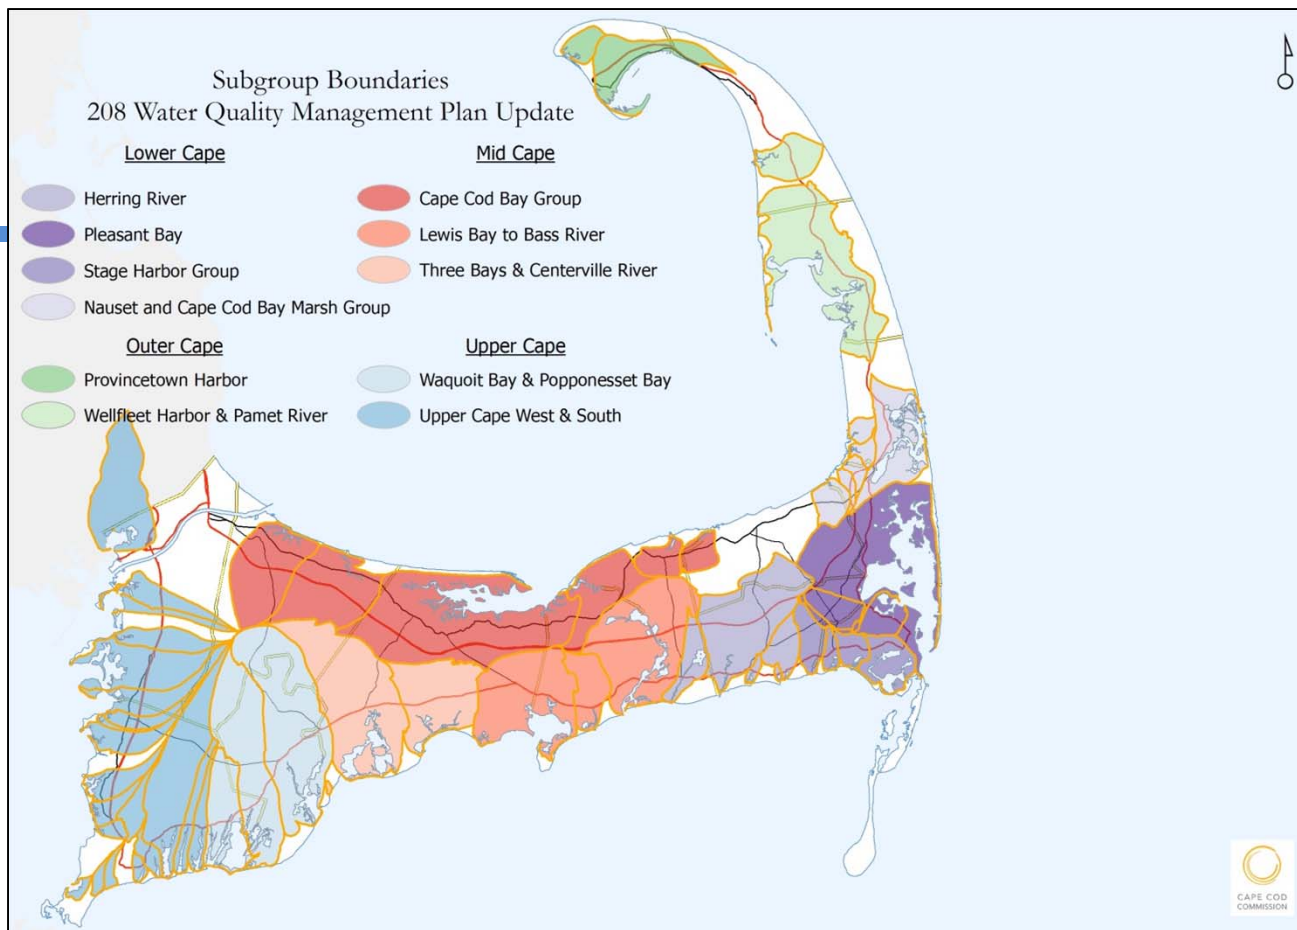 Subgroup Boundaries
208 Water Quality Management Plan Update
Lower Cape
Herring River
Pleasant Bay
Stage Harbor Group
Nauset and Cape Cod Bay Marsh Group
Mid Cape
Cape Cod Bay Group
Lewis Bay to Bass River
Three Bays & Centerville River
Outer Cape
Provincetown Harbor
Wellfleet Harbor & Pamet River
Upper Cape
Waquoit Bay & Popponesset Bay
Upper Cape West & South
CAPE COD
COMMISSION